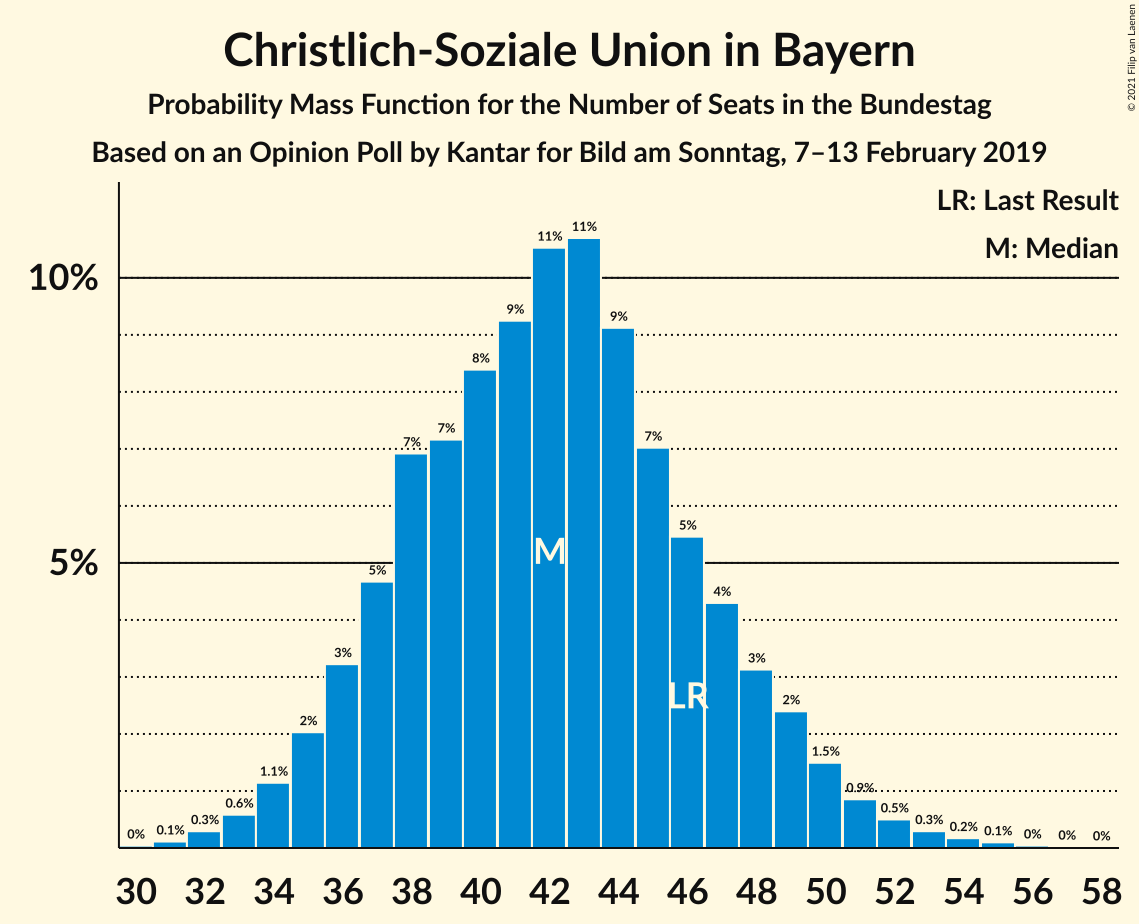 Christlich-Soziale Union in Bayern
Probability Mass Function for the Number of Seats in the Bundestag
Based on an Opinion Poll by Kantar for Bild am Sonntag, 7–13 February 2019
© 2021 Filip van Laenen
LR: Last Result
M: Median
10%
5%
0% 0.1% 0.3% 0.6% 1.1% 2% 3% 5% 7% 7% 8% 9% 11% 11% 9% 7% 5% 4% 3% 2% 1.5% 0.9% 0.5% 0.3% 0.2% 0.1% 0% 0% 0%
M
LR
30 32 34 36 38 40 42 44 46 48 50 52 54 56 58